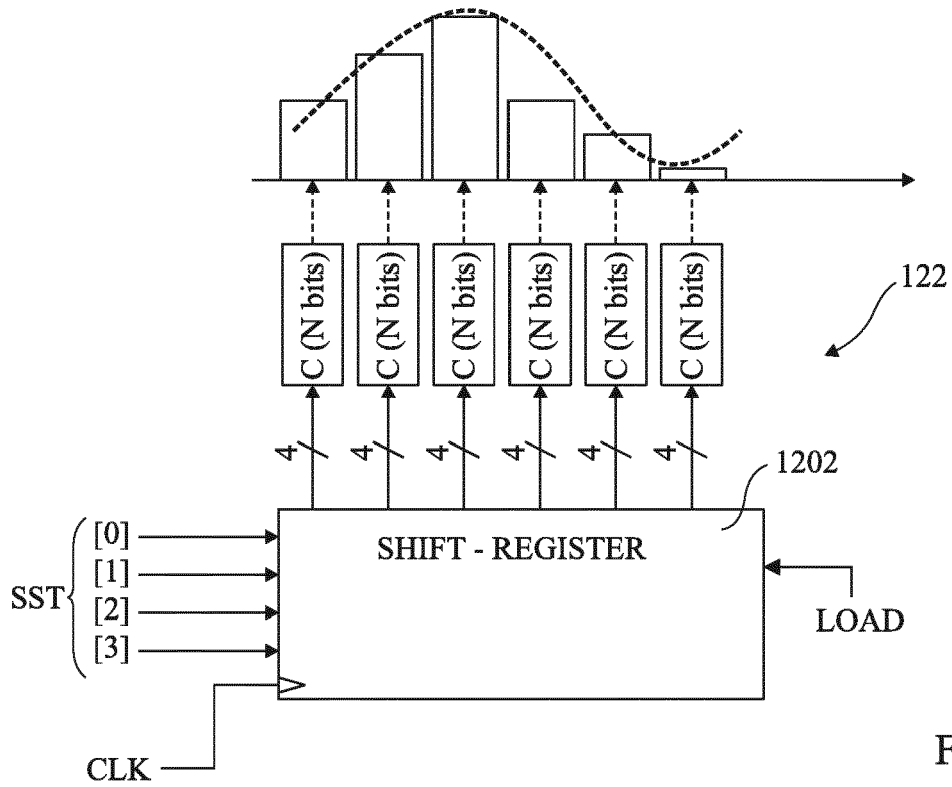 C (N bits)
C (N bits)
C (N bits)
C (N bits)
C (N bits)
C (N bits)
122
4
4
4
4
4
4
1202
SHIFT - REGISTER
SST
[0]
[1]
[2]
[3]
LOAD
CLK
F